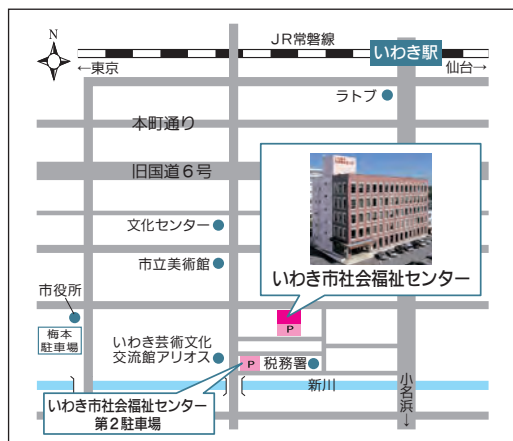 N
JR常磐線
いわき駅
←東京
仙台→
ラトブ
本町通り
旧国道6号
文化センター
市立美術館
いわき市社会福祉センター
市役所
梅本
駐車場
P
いわき芸術文化
交流館アリオス
P
税務署
新川
小名浜→
いわき市社会福祉センター
第2駐車場